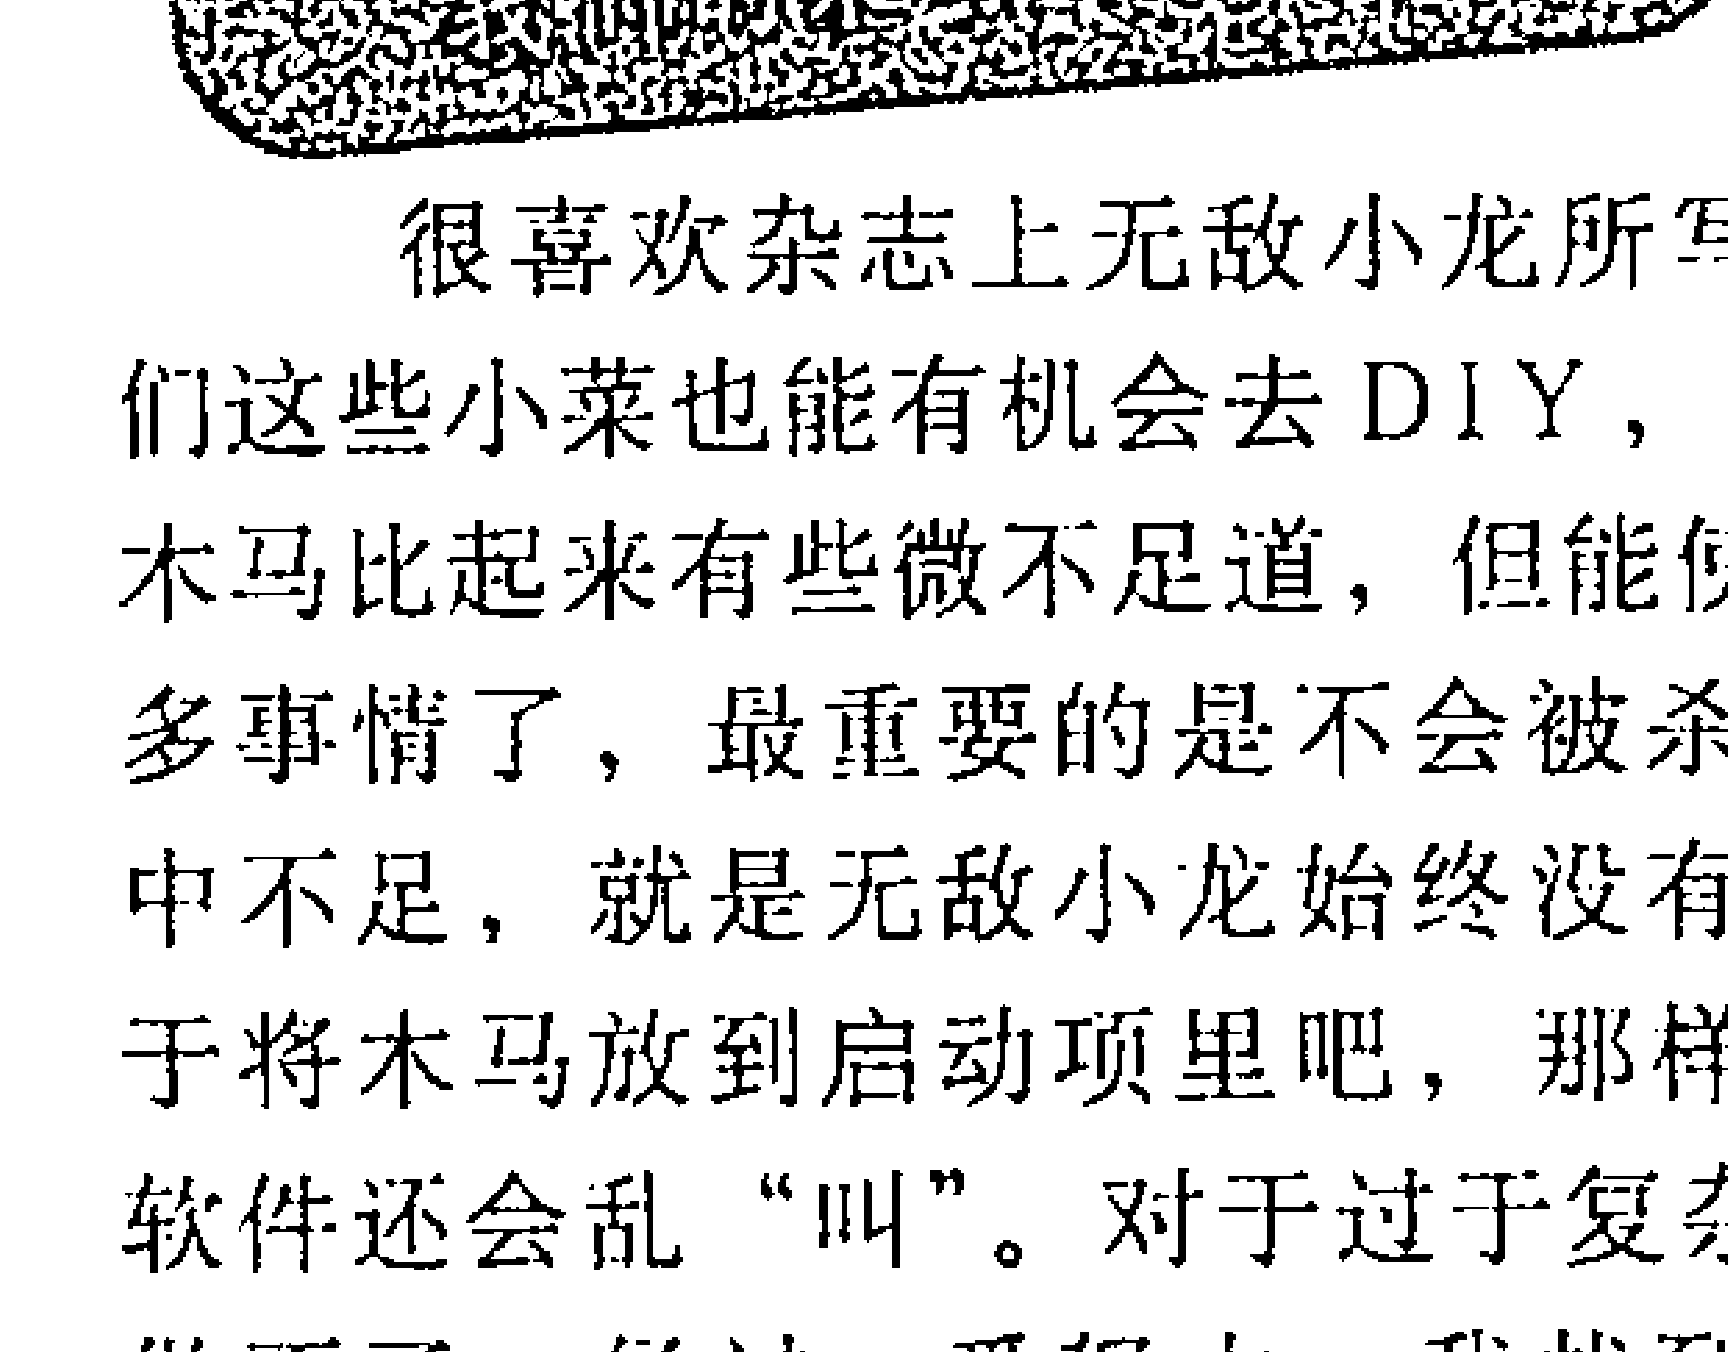 很喜欢杂志上无敌小龙所写
们这些小菜也能有机会去DIY，
木马比起来有些微不足道，但能使
多事情了，最重要的是不会被杀
中不足，就是无敌小龙始终没有
于将木马放到启动项里吧，那样
软件还会乱“叫”。对于过于复杂